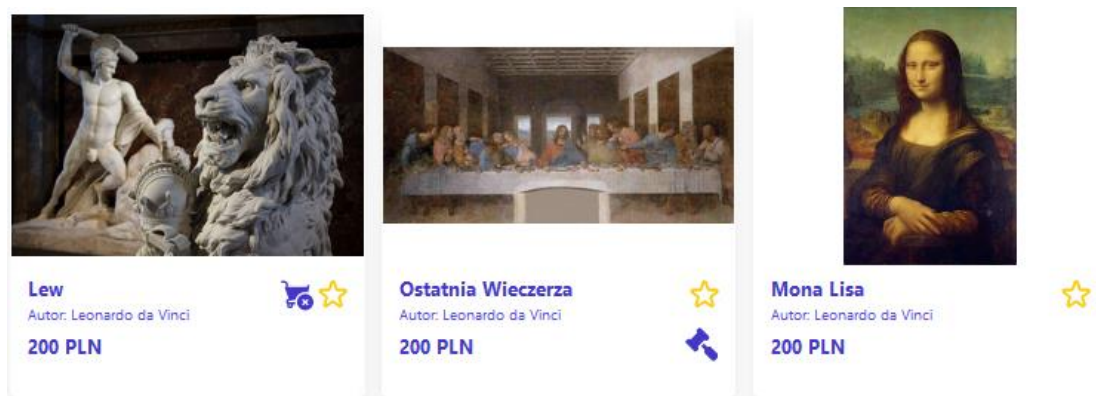 Lew
Autor: Leonardo da Vinci
200 PLN
Ostatnia Wieczerza
Autor: Leonardo da Vinci
200 PLN
Mona Lisa
Autor: Leonardo da Vinci
200 PLN